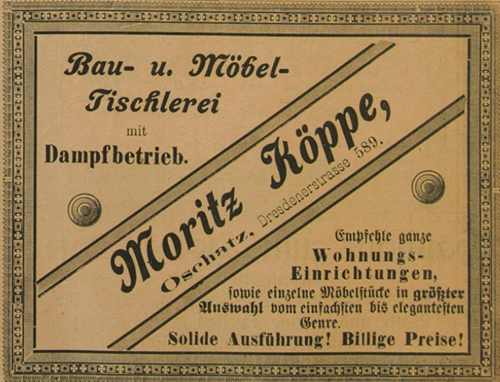 Bau- u. Möbel-
Tischlerei
mit
Dampfbetrieb.
Moritz Köppe,
Oschatz, Dresdenerstrasse 589.
Empfehle ganze
Wohnungs-
Einrichtungen,
sowie einzelne Möbelstücke in größter
Auswahl vom einfachsten bis elegantesten
Genre.
Solide Ausführung! Billige Preise!